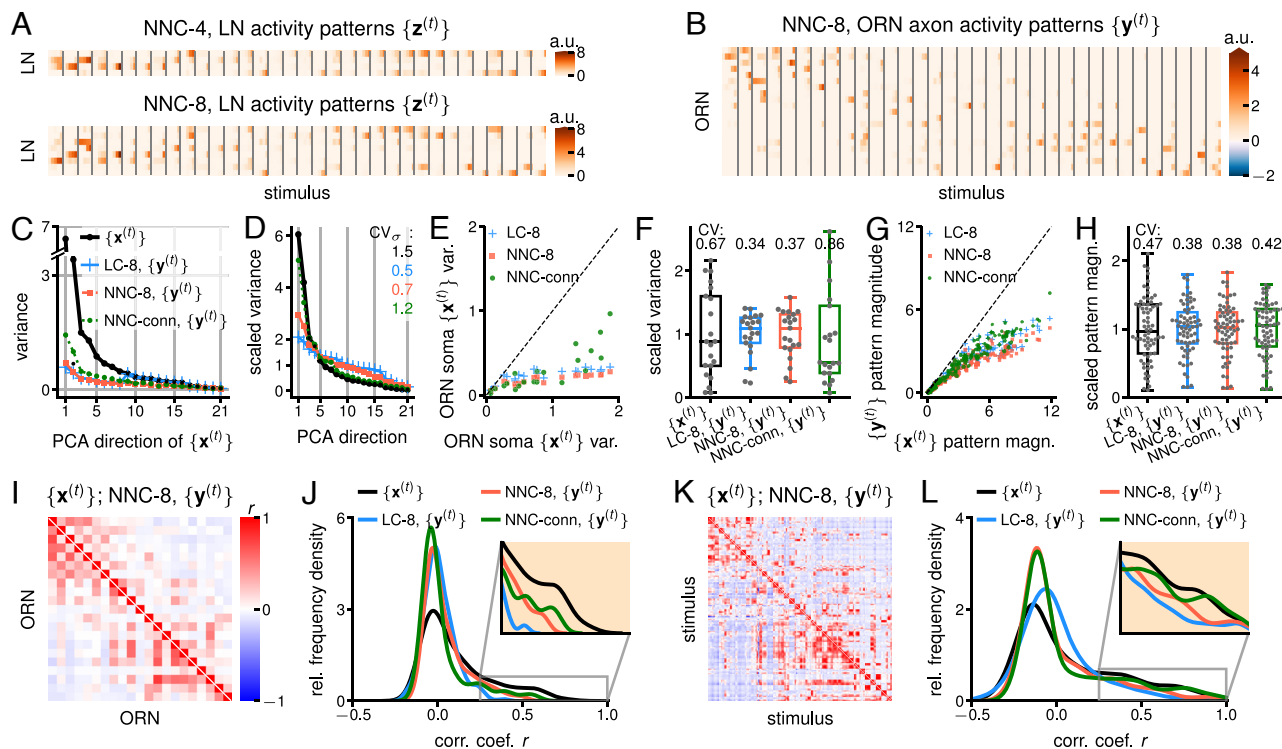 A
NNC-4, LN activity patterns {z^(t)}
a.u.
LN
8
0
NNC-8, LN activity patterns {z^(t)}
a.u.
LN
8
4
0
stimulus
B
NNC-8, ORN axon activity patterns {y^(t)}
a.u.
ORN
4
2
0
−2
stimulus
C
variance
7
3
0
{x^(t)}
LC-8, {y^(t)}
NNC-8, {y^(t)}
NNC-conn, {y^(t)}
1 5 10 15 21
PCA direction of {x^(t)}
D
scaled variance
6
5
4
3
2
1
0
CVσ :
1.5
0.5
0.7
1.2
1 5 10 15 21
PCA direction
E
ORN soma {x^(t)} var.
2
1
0
LC-8
NNC-8
NNC-conn
0 1 2
ORN soma {x^(t)} var.
F
scaled variance
2
1
0
CV:
0.67 0.34 0.37 0.86
{x^(t)}
LC-8, {y^(t)}
NNC-8, {y^(t)}
NNC-conn, {y^(t)}
G
{y^(t)} pattern magnitude
12
6
0
LC-8
NNC-8
NNC-conn
0 6 12
{x^(t)} pattern magn.
H
scaled pattern magn.
2
1
0
CV:
0.47 0.38 0.38 0.42
{x^(t)}
LC-8, {y^(t)}
NNC-8, {y^(t)}
NNC-conn, {y^(t)}
I
{x^(t)}; NNC-8, {y^(t)}
r
1
0
−1
ORN
ORN
J
{x^(t)}
LC-8, {y^(t)}
NNC-8, {y^(t)}
NNC-conn, {y^(t)}
rel. frequency density
6
3
0
−0.5 0.0 0.5 1.0
corr. coef. r
K
{x^(t)}; NNC-8, {y^(t)}
stimulus
stimulus
L
{x^(t)}
LC-8, {y^(t)}
NNC-8, {y^(t)}
NNC-conn, {y^(t)}
rel. frequency density
4
2
0
−0.5 0.0 0.5 1.0
corr. coef. r